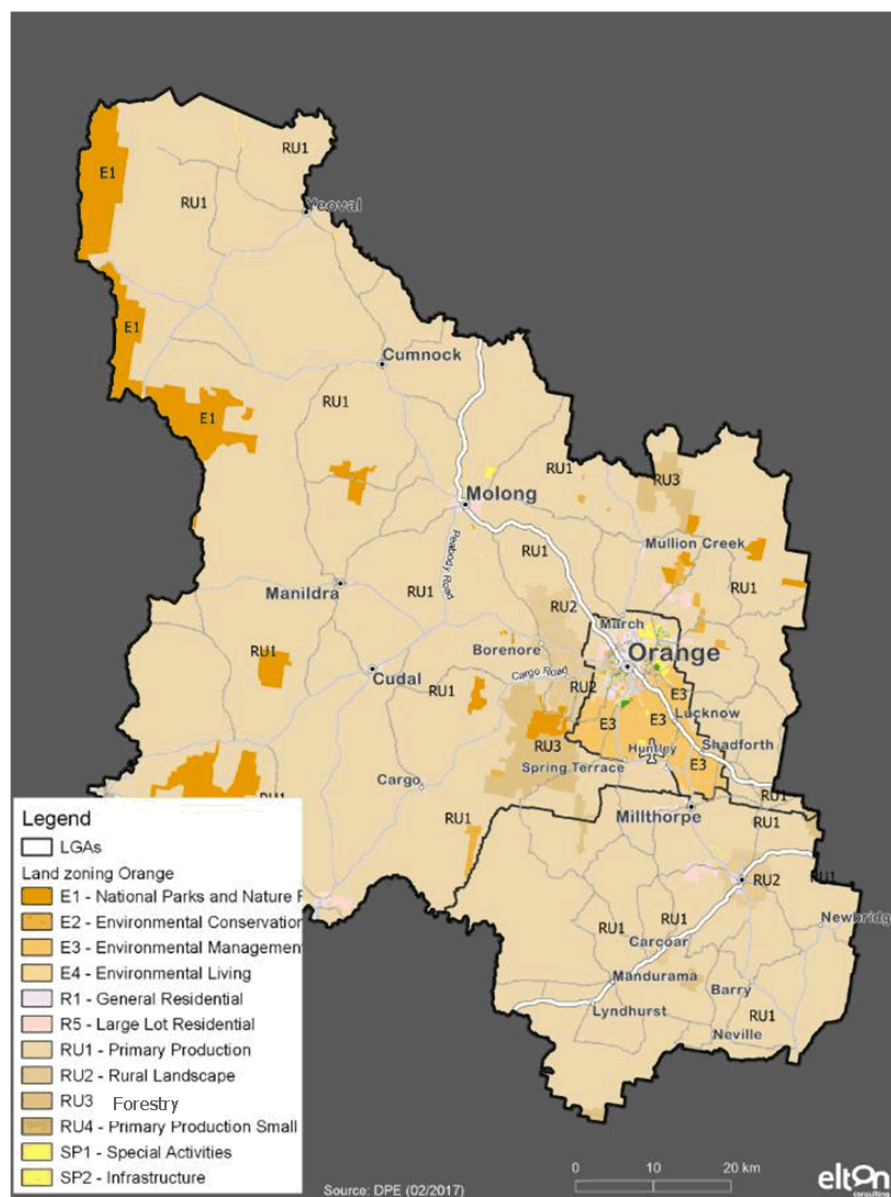 RU1
E1
RU1
Yeoval
E1
Cumnock
E1
RU1
RU1
RU3
Molong
RU1
Mullion Creek
Peabody Road
RU1
RU1
Manildra
RU2
March
Borenore
Orange
RU1
Cargo Road
Cudal
RU1
RU2
E3
E3
E3
Lucknow
RU3
Huntley
Shadforth
Spring Terrace
E3
Cargo
RU1
RU1
Millthorpe
RU1
RU1
RU2
RU1
Newbridg
RU1
RU1
Carcoar
Mandurama
Barry
Lyndhurst
RU1
Neville
Legend
LGAs
Land zoning Orange
E1 - National Parks and Nature R
E2 - Environmental Conservation
E3 - Environmental Management
E4 - Environmental Living
R1 - General Residential
R5 - Large Lot Residential
RU1 - Primary Production
RU2 - Rural Landscape
RU3 Forestry
RU4 - Primary Production Small
SP1 - Special Activities
SP2 - Infrastructure
Source: DPE (02/2017)
0 10 20 km
elton
consulting